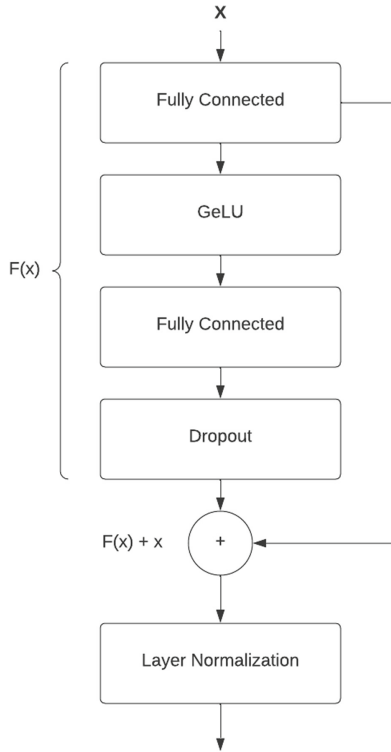 x
Fully Connected
GeLU
F(x)
Fully Connected
Dropout
F(x) + x
+
Layer Normalization